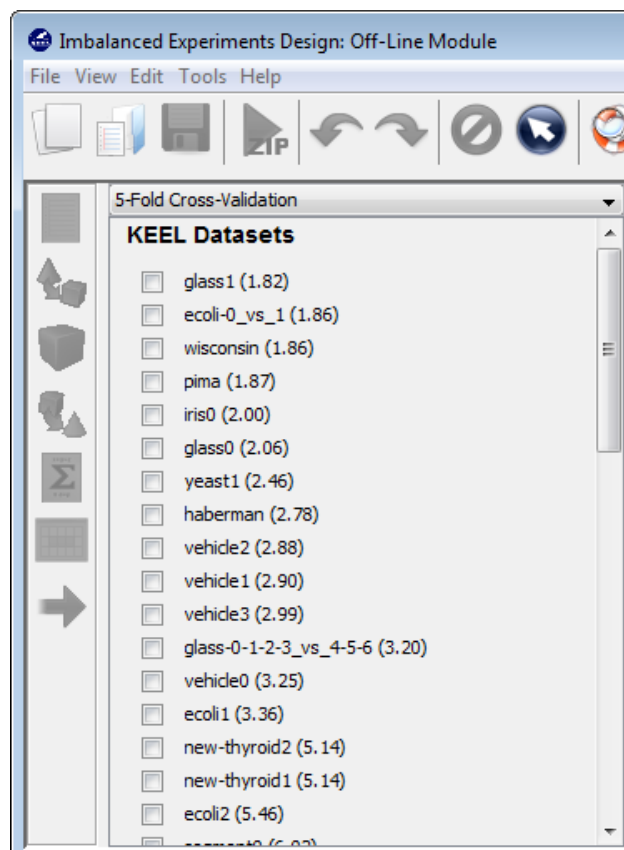 Imbalanced Experiments Design: Off-Line Module
File View Edit Tools Help
ZIP
5-Fold Cross-Validation
KEEL Datasets
glass1 (1.82)
ecoli-0_vs_1 (1.86)
wisconsin (1.86)
pima (1.87)
iris0 (2.00)
glass0 (2.06)
yeast1 (2.46)
haberman (2.78)
vehicle2 (2.88)
vehicle1 (2.90)
vehicle3 (2.99)
glass-0-1-2-3_vs_4-5-6 (3.20)
vehicle0 (3.25)
Σ
ecoli1 (3.36)
new-thyroid2 (5.14)
new-thyroid1 (5.14)
ecoli2 (5.46)